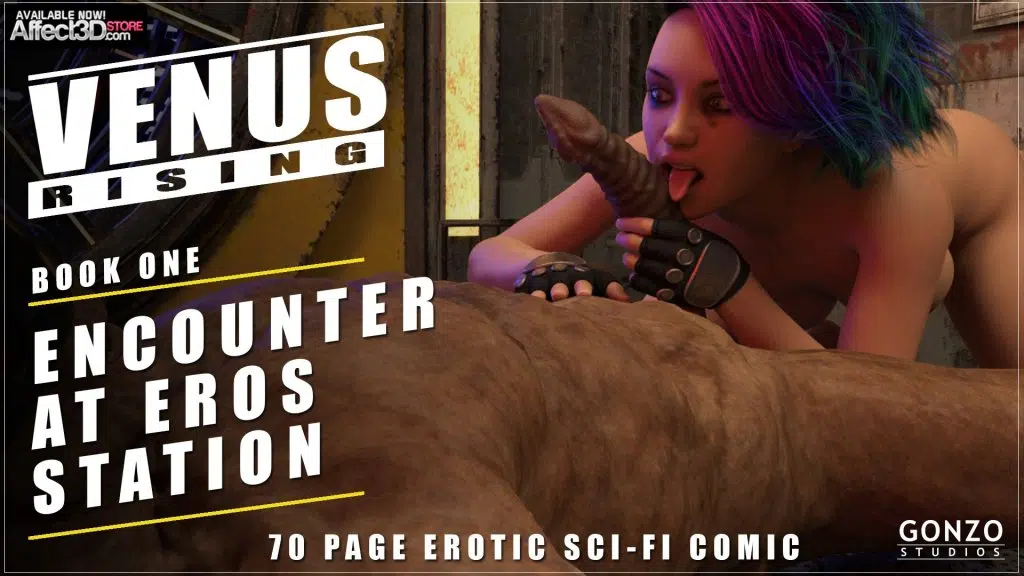 AVAILABLE NOW!
Affect3D STORE
.com
VENUS
RISING
BOOK ONE
ENCOUNTER
AT EROS
STATION
70 PAGE EROTIC SCI-FI COMIC
GONZO
STUDIOS